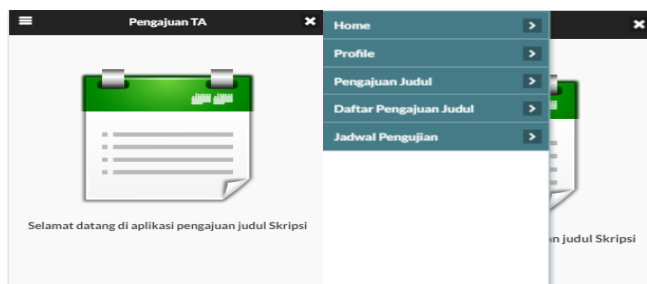 Pengajuan TA
Selamat datang di aplikasi pengajuan judul Skripsi
Home
Profile
Pengajuan Judul
Daftar Pengajuan Judul
Jadwal Pengujian
judul Skripsi